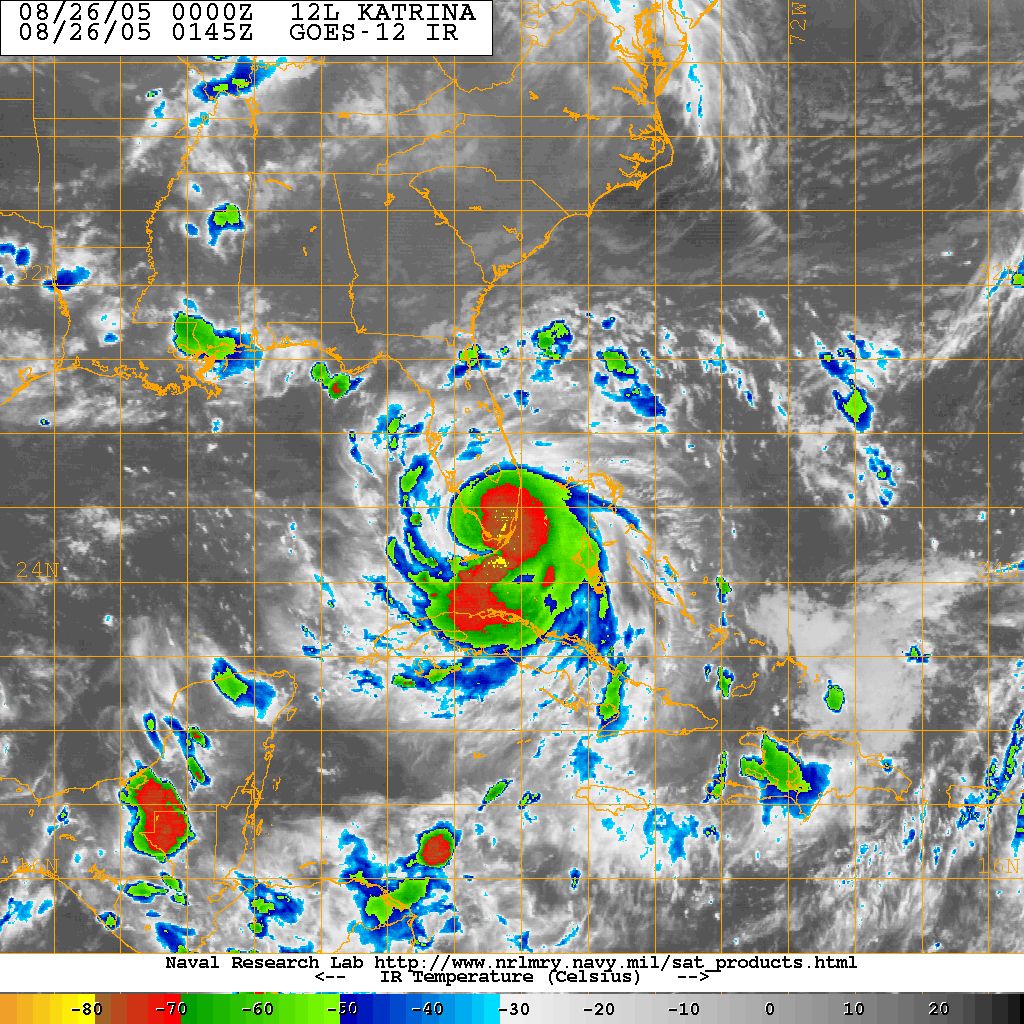 08/26/05 0000Z 12L KATRINA
08/26/05 0145Z GOES-12 IR
72W
32N
24N
16N
16N
Naval Research Lab http://www.nrlmry.navy.mil/sat_products.html
<-- IR Temperature (Celsius) -->
-80 -70 -60 -50 -40 -30 -20 -10 0 10 20